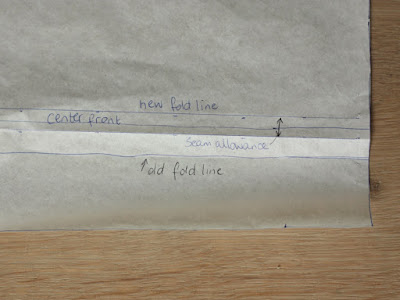 new fold line
center front
seam allowance
old fold line